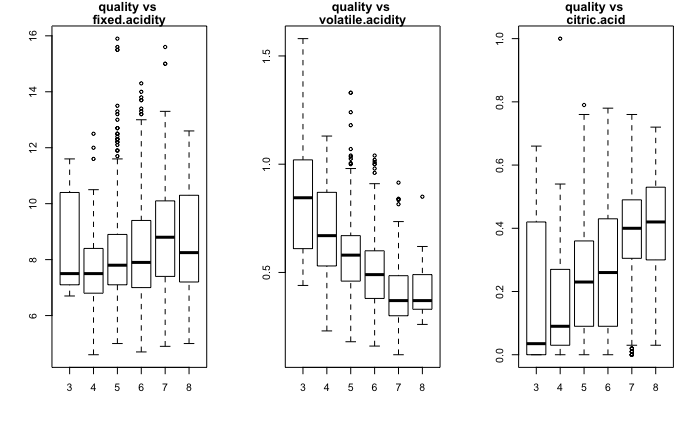 quality vs
fixed.acidity
16
14
12
10
8
6
3 4 5 6 7 8
quality vs
volatile.acidity
1.5
1.0
0.5
3 4 5 6 7 8
quality vs
citric.acid
1.0
0.8
0.6
0.4
0.2
0.0
3 4 5 6 7 8